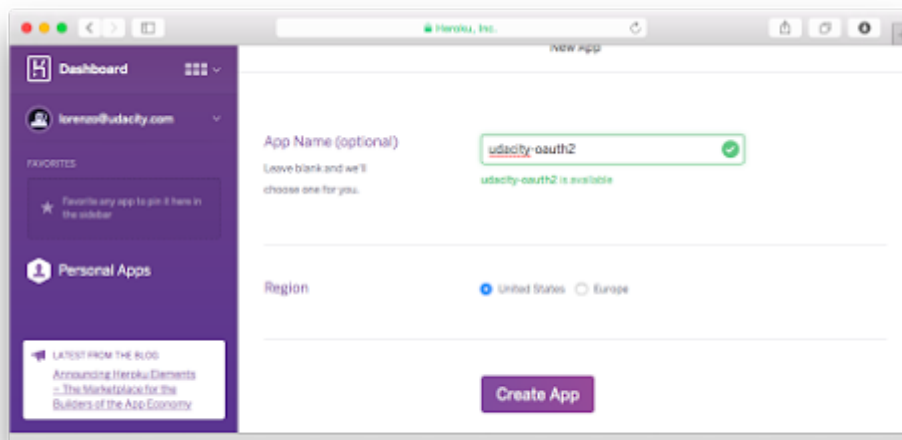 Heroku, Inc.
New App
Dashboard
lorenzo@udacity.com
FAVORITES
Favorite any app to pin it here in
the sidebar
Personal Apps
LATEST FROM THE BLOG
Announcing Heroku Elements
– The Marketplace for the
Builders of the App Economy
App Name (optional)
Leave blank and we'll
choose one for you.
udacity-oauth2
udacity-oauth2 is available
Region
United States
Europe
Create App